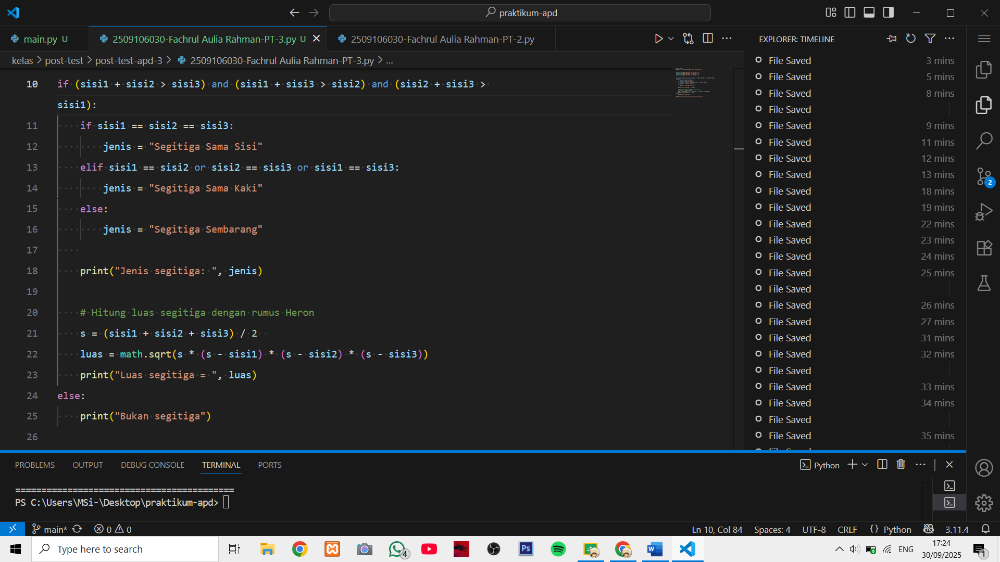 praktikum-apd
main.py U
2509106030-Fachrul Aulia Rahman-PT-3.py U
2509106030-Fachrul Aulia Rahman-PT-2.py
EXPLORER: TIMELINE
kelas > post-test > post-test-apd-3 > 2509106030-Fachrul Aulia Rahman-PT-3.py > ...
10 if (sisi1 + sisi2 > sisi3) and (sisi1 + sisi3 > sisi2) and (sisi2 + sisi3 >
sisi1):
11 if sisi1 == sisi2 == sisi3:
12 jenis = "Segitiga Sama Sisi"
13 elif sisi1 == sisi2 or sisi2 == sisi3 or sisi1 == sisi3:
14 jenis = "Segitiga Sama Kaki"
15 else:
16 jenis = "Segitiga Sembarang"
17
18 print("Jenis segitiga: ", jenis)
19
20 # Hitung luas segitiga dengan rumus Heron
21 s = (sisi1 + sisi2 + sisi3) / 2
22 luas = math.sqrt(s * (s - sisi1) * (s - sisi2) * (s - sisi3))
23 print("Luas segitiga = ", luas)
24 else:
25 print("Bukan segitiga")
26
File Saved 3 mins
File Saved 5 mins
File Saved 8 mins
File Saved
File Saved 9 mins
File Saved 11 mins
File Saved 12 mins
File Saved 13 mins
File Saved 18 mins
File Saved 19 mins
File Saved 22 mins
File Saved 23 mins
File Saved 24 mins
File Saved 25 mins
File Saved
File Saved 26 mins
File Saved 27 mins
File Saved 31 mins
File Saved 32 mins
File Saved
File Saved 33 mins
File Saved 34 mins
File Saved
File Saved 35 mins
2
PROBLEMS OUTPUT DEBUG CONSOLE TERMINAL PORTS
Python
==========================================
PS C:\Users\MSi-\Desktop\praktikum-apd>
main* 0 0
Ln 10, Col 84 Spaces: 4 UTF-8 CRLF {} Python 3.11.4
Type here to search
4
Ps
W
ENG
17:24
30/09/2025
1